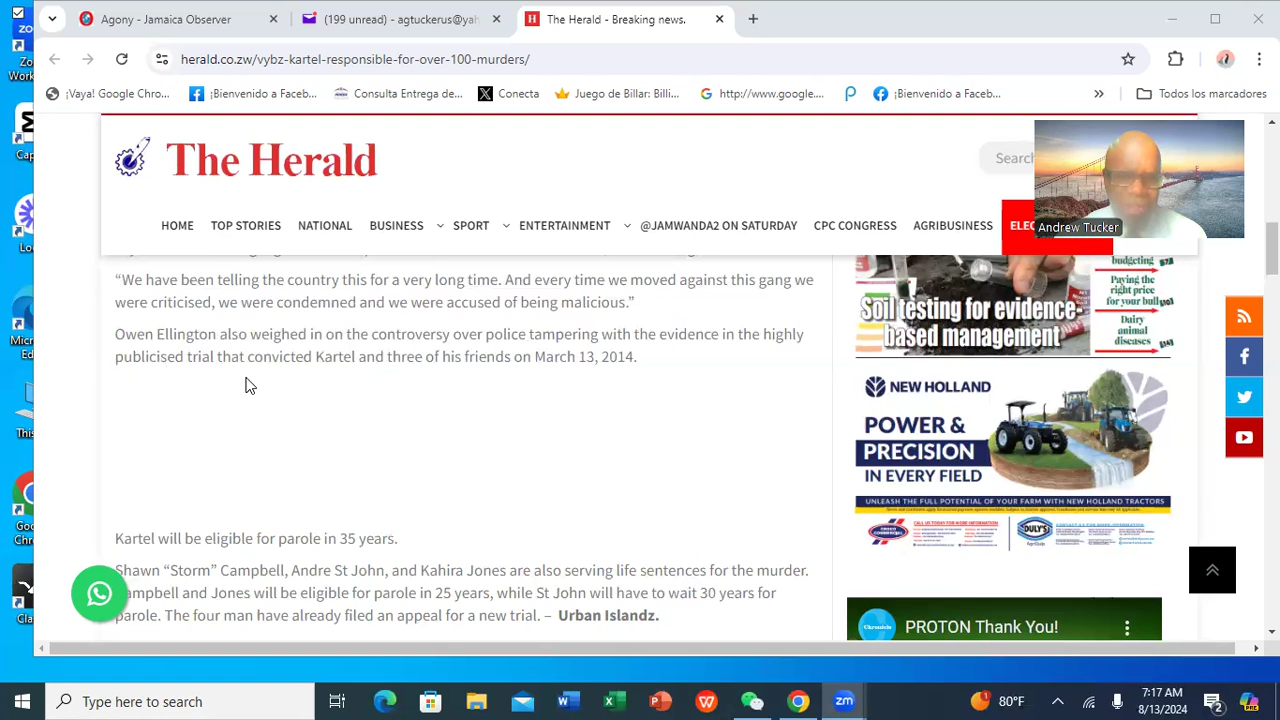 Agony - Jamaica Observer
(199 unread) - agtuckerus@yah
The Herald - Breaking news.
herald.co.zw/vybz-kartel-responsible-for-over-100-murders/
¡Vaya! Google Chro...
¡Bienvenido a Faceb...
Consulta Entrega de...
Conecta
Juego de Billar: Billi...
http://www.google....
¡Bienvenido a Faceb...
»
Todos los marcadores
The Herald
Search
Andrew Tucker
HOME
TOP STORIES
NATIONAL
BUSINESS
SPORT
ENTERTAINMENT
@JAMWANDA2 ON SATURDAY
CPC CONGRESS
AGRIBUSINESS
ELEC
“We have been telling the country this for a very long time. And every time we moved against this gang we
were criticised, we were condemned and we were accused of being malicious.”
Owen Ellington also weighed in on the controversy over police tampering with the evidence in the highly
publicised trial that convicted Kartel and three of his friends on March 13, 2014.
Kartel will be eligible for parole in 35 years.
Shawn “Storm” Campbell, Andre St John, and Kahira Jones are also serving life sentences for the murder.
Campbell and Jones will be eligible for parole in 25 years, while St John will have to wait 30 years for
parole. The four man have already filed an appeal for a new trial. – Urban Islandz.
budgeting
Paying the
right price
for your bull
Dairy
animal
diseases
Soil testing for evidence-
based management
NEW HOLLAND
POWER &
PRECISION
IN EVERY FIELD
UNLEASH THE FULL POTENTIAL OF YOUR FARM WITH NEW HOLLAND TRACTORS
Chronicle
PROTON Thank You!
Type here to search
80°F
7:17 AM
8/13/2024